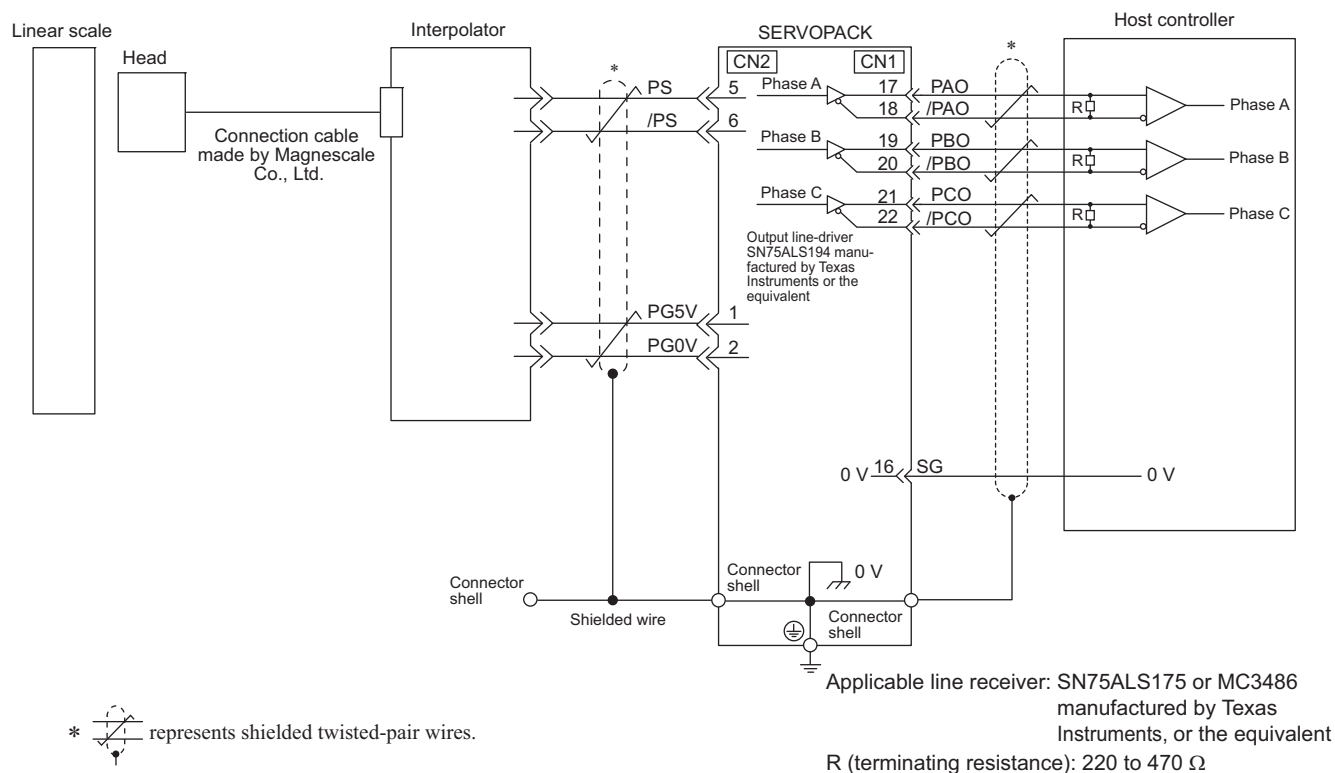 Linear scale
Head
Connection cable
made by Magnescale
Co., Ltd.
Interpolator
*
PS
/PS
PG5V
PG0V
SERVOPACK
CN2
CN1
5
6
1
2
Phase A
Phase B
Phase C
17
18
19
20
21
22
Output line-driver
SN75ALS194 manu-
factured by Texas
Instruments or the
equivalent
PAO
/PAO
PBO
/PBO
PCO
/PCO
*
Host controller
R
R
R
Phase A
Phase B
Phase C
0 V
16
SG
0 V
Connector
shell
Shielded wire
Connector
shell
0 V
Connector
shell
Applicable line receiver: SN75ALS175 or MC3486
manufactured by Texas
Instruments, or the equivalent
R (terminating resistance): 220 to 470 Ω
* represents shielded twisted-pair wires.